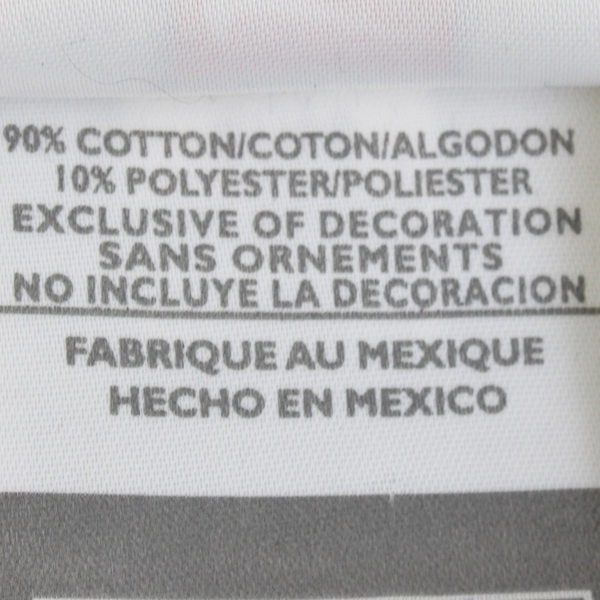 90% COTTON/COTON/ALGODON
10% POLYESTER/POLIESTER
EXCLUSIVE OF DECORATION
SANS ORNEMENTS
NO INCLUYE LA DECORACION
FABRIQUE AU MEXIQUE
HECHO EN MEXICO